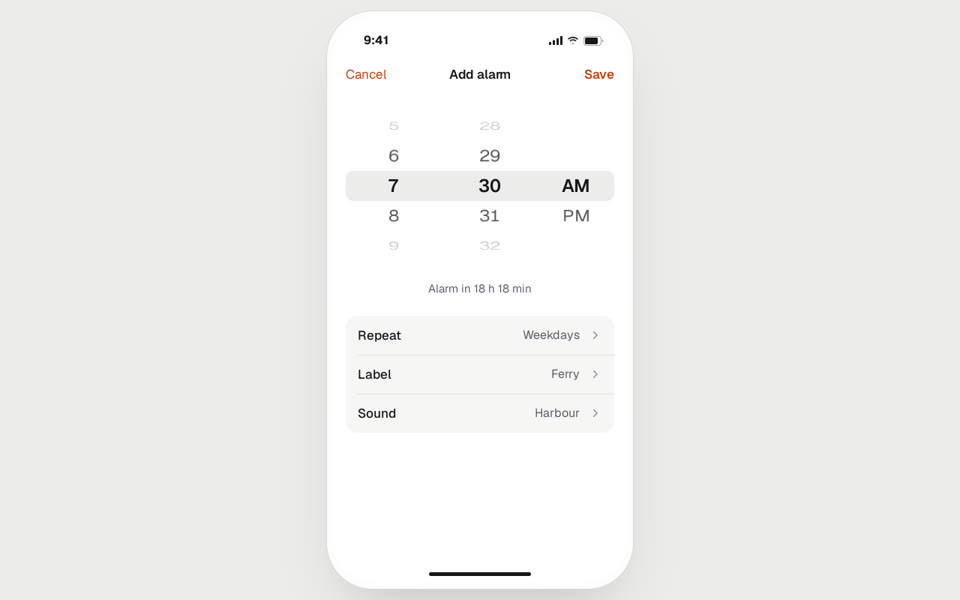 9:41
Cancel Add alarm Save
5 28
6 29
7 30 AM
8 31 PM
9 32
Alarm in 18 h 18 min
Repeat Weekdays
Label Ferry
Sound Harbour